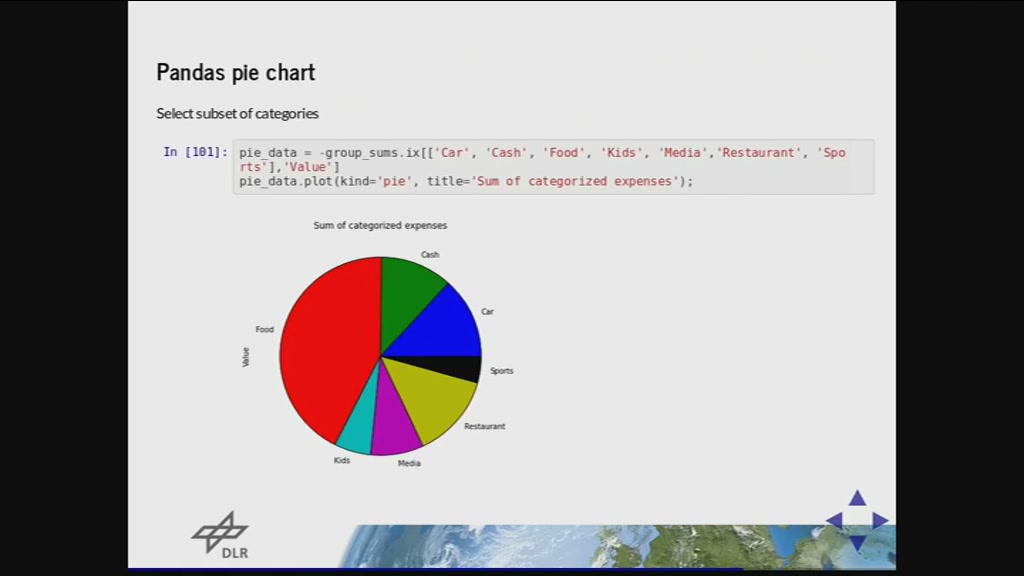 Pandas pie chart
Select subset of categories
In [101]: pie_data = -group_sums.ix[['Car', 'Cash', 'Food', 'Kids', 'Media','Restaurant', 'Spo
rts'],'Value']
pie_data.plot(kind='pie', title='Sum of categorized expenses');
Sum of categorized expenses
Cash
Car
Food
Value
Sports
Restaurant
Kids
Media
DLR